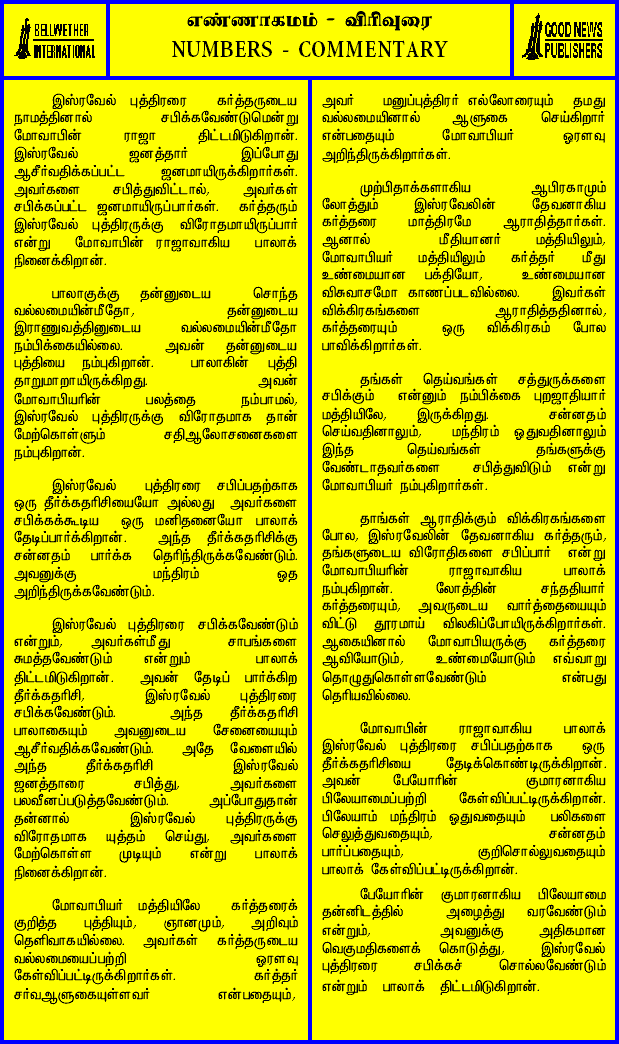 எண்ணாகமம் - விரிவுரை
BELLWETHER
INTERNATIONAL
NUMBERS - COMMENTARY
GOOD NEWS
PUBLISHERS
இஸ்ரவேல் புத்திரரை கர்த்தருடைய
நாமத்தினால் சபிக்கவேண்டுமென்று
மோவாபின் ராஜா திட்டமிடுகிறான்.
இஸ்ரவேல் ஜனத்தார் இப்போது
ஆசீர்வதிக்கப்பட்ட ஜனமாயிருக்கிறார்கள்.
அவர்களை சபித்துவிட்டால், அவர்கள்
சபிக்கப்பட்ட ஜனமாயிருப்பார்கள். கர்த்தரும்
இஸ்ரவேல் புத்திரருக்கு விரோதமாயிருப்பார்
என்று மோவாபின் ராஜாவாகிய பாலாக்
நினைக்கிறான்.
பாலாகுக்கு தன்னுடைய சொந்த
வல்லமையின்மீதோ, தன்னுடைய
இராணுவத்தினுடைய வல்லமையின்மீதோ
நம்பிக்கையில்லை. அவன் தன்னுடைய
புத்தியை நம்புகிறான். பாலாகின் புத்தி
தாறுமாறாயிருக்கிறது. அவன்
மோவாபியரின் பலத்தை நம்பாமல்,
இஸ்ரவேல் புத்திரருக்கு விரோதமாக தான்
மேற்கொள்ளும் சதிஆலோசனைகளை
நம்புகிறான்.
இஸ்ரவேல் புத்திரரை சபிப்பதற்காக
ஒரு தீர்க்கதரிசியையோ அல்லது அவர்களை
சபிக்கக்கூடிய ஒரு மனிதனையோ பாலாக்
தேடிப்பார்க்கிறான். அந்த தீர்க்கதரிசிக்கு
சன்னதம் பார்க்க தெரிந்திருக்கவேண்டும்.
அவனுக்கு மந்திரம் ஓத
அறிந்திருக்கவேண்டும்.
இஸ்ரவேல் புத்திரரை சபிக்கவேண்டும்
என்றும், அவர்கள்மீது சாபங்களை
சுமத்தவேண்டும் என்றும் பாலாக்
திட்டமிடுகிறான். அவன் தேடிப் பார்க்கிற
தீர்க்கதரிசி, இஸ்ரவேல் புத்திரரை
சபிக்கவேண்டும். அந்த தீர்க்கதரிசி
பாலாகையும் அவனுடைய சேனையையும்
ஆசீர்வதிக்கவேண்டும். அதே வேளையில்
அந்த தீர்க்கதரிசி இஸ்ரவேல்
ஜனத்தாரை சபித்து, அவர்களை
பலவீனப்படுத்தவேண்டும். அப்போதுதான்
தன்னால் இஸ்ரவேல் புத்திரருக்கு
விரோதமாக யுத்தம் செய்து, அவர்களை
மேற்கொள்ள முடியும் என்று பாலாக்
நினைக்கிறான்.
மோவாபியர் மத்தியிலே கர்த்தரைக்
குறித்த புத்தியும், ஞானமும், அறிவும்
தெளிவாகயில்லை. அவர்கள் கர்த்தருடைய
வல்லமையைப்பற்றி ஓரளவு
கேள்விப்பட்டிருக்கிறார்கள். கர்த்தர்
சர்வஆளுகையுள்ளவர் என்பதையும்,
அவர் மனுப்புத்திரர் எல்லோரையும் தமது
வல்லமையினால் ஆளுகை செய்கிறார்
என்பதையும் மோவாபியர் ஓரளவு
அறிந்திருக்கிறார்கள்.
முற்பிதாக்களாகிய ஆபிரகாமும்
லோத்தும் இஸ்ரவேலின் தேவனாகிய
கர்த்தரை மாத்திரமே ஆராதித்தார்கள்.
ஆனால் மீதியானர் மத்தியிலும்,
மோவாபியர் மத்தியிலும் கர்த்தர் மீது
உண்மையான பக்தியோ, உண்மையான
விசுவாசமோ காணப்படவில்லை. இவர்கள்
விக்கிரகங்களை ஆராதித்ததினால்,
கர்த்தரையும் ஒரு விக்கிரகம் போல
பாவிக்கிறார்கள்.
தங்கள் தெய்வங்கள் சத்துருக்களை
சபிக்கும் என்னும் நம்பிக்கை புறஜாதியார்
மத்தியிலே, இருக்கிறது. சன்னதம்
செய்வதினாலும், மந்திரம் ஓதுவதினாலும்
இந்த தெய்வங்கள் தங்களுக்கு
வேண்டாதவர்களை சபித்துவிடும் என்று
மோவாபியர் நம்புகிறார்கள்.
தாங்கள் ஆராதிக்கும் விக்கிரகங்களை
போல, இஸ்ரவேலின் தேவனாகிய கர்த்தரும்,
தங்களுடைய விரோதிகளை சபிப்பார் என்று
மோவாபியரின் ராஜாவாகிய பாலாக்
நம்புகிறான். லோத்தின் சந்ததியார்
கர்த்தரையும், அவருடைய வார்த்தையையும்
விட்டு தூரமாய் விலகிப்போயிருக்கிறார்கள்.
ஆகையினால் மோவாபியருக்கு கர்த்தரை
ஆவியோடும், உண்மையோடும் எவ்வாறு
தொழுதுகொள்ளவேண்டும் என்பது
தெரியவில்லை.
மோவாபின் ராஜாவாகிய பாலாக்
இஸ்ரவேல் புத்திரரை சபிப்பதற்காக ஒரு
தீர்க்கதரிசியை தேடிக்கொண்டிருக்கிறான்.
அவன் பேயோரின் குமாரனாகிய
பிலேயாமைப்பற்றி கேள்விப்பட்டிருக்கிறான்.
பிலேயாம் மந்திரம் ஓதுவதையும் பலிகளை
செலுத்துவதையும், சன்னதம்
பார்ப்பதையும், குறிசொல்லுவதையும்
பாலாக் கேள்விப்பட்டிருக்கிறான்.
பேயோரின் குமாரனாகிய பிலேயாமை
தன்னிடத்தில் அழைத்து வரவேண்டும்
என்றும், அவனுக்கு அதிகமான
வெகுமதிகளைக் கொடுத்து, இஸ்ரவேல்
புத்திரரை சபிக்கச் சொல்லவேண்டும்
என்றும் பாலாக் திட்டமிடுகிறான்.